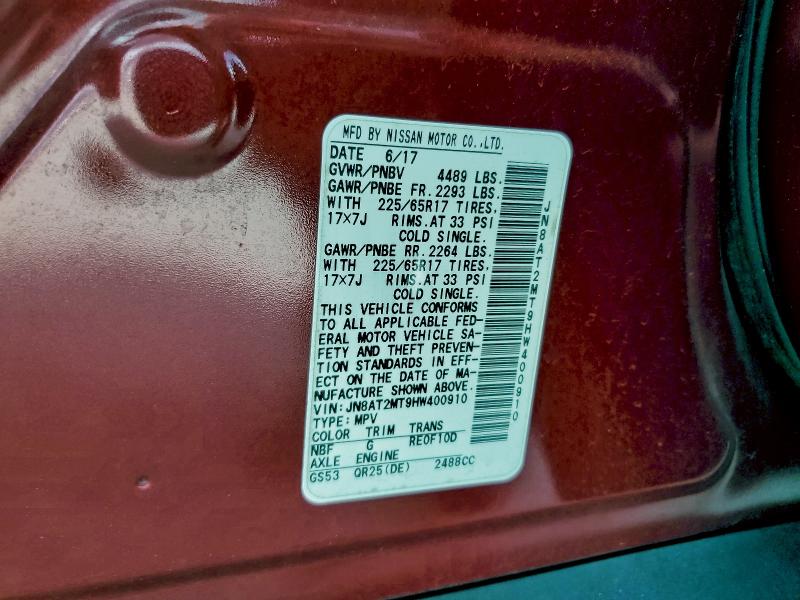 MFD BY NISSAN MOTOR CO.,LTD.
DATE 6/17
GVWR/PNBV 4489 LBS.
GAWR/PNBE FR. 2293 LBS.
WITH 225/65R17 TIRES,
17×7J RIMS.AT 33 PSI
COLD SINGLE.
GAWR/PNBE RR. 2264 LBS.
WITH 225/65R17 TIRES,
17×7J RIMS.AT 33 PSI
COLD SINGLE.
THIS VEHICLE CONFORMS
TO ALL APPLICABLE FED-
ERAL MOTOR VEHICLE SA-
FETY AND THEFT PREVEN-
TION STANDARDS IN EFF-
ECT ON THE DATE OF MA-
NUFACTURE SHOWN ABOVE.
VIN:JN8AT2MT9HW400910
TYPE:MPV
COLOR TRIM TRANS
NBF G RE0F10D
AXLE ENGINE
GS53 QR25(DE) 2488CC
JN8AT2MT9HW400910